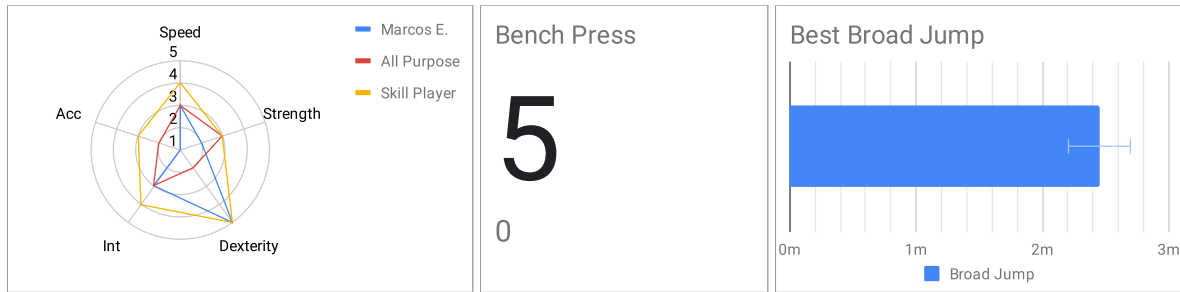 Speed
5
4
3
2
1
Acc
Strength
Int
Dexterity
Marcos E.
All Purpose
Skill Player
Bench Press
5
0
Best Broad Jump
0m 1m 2m 3m
Broad Jump